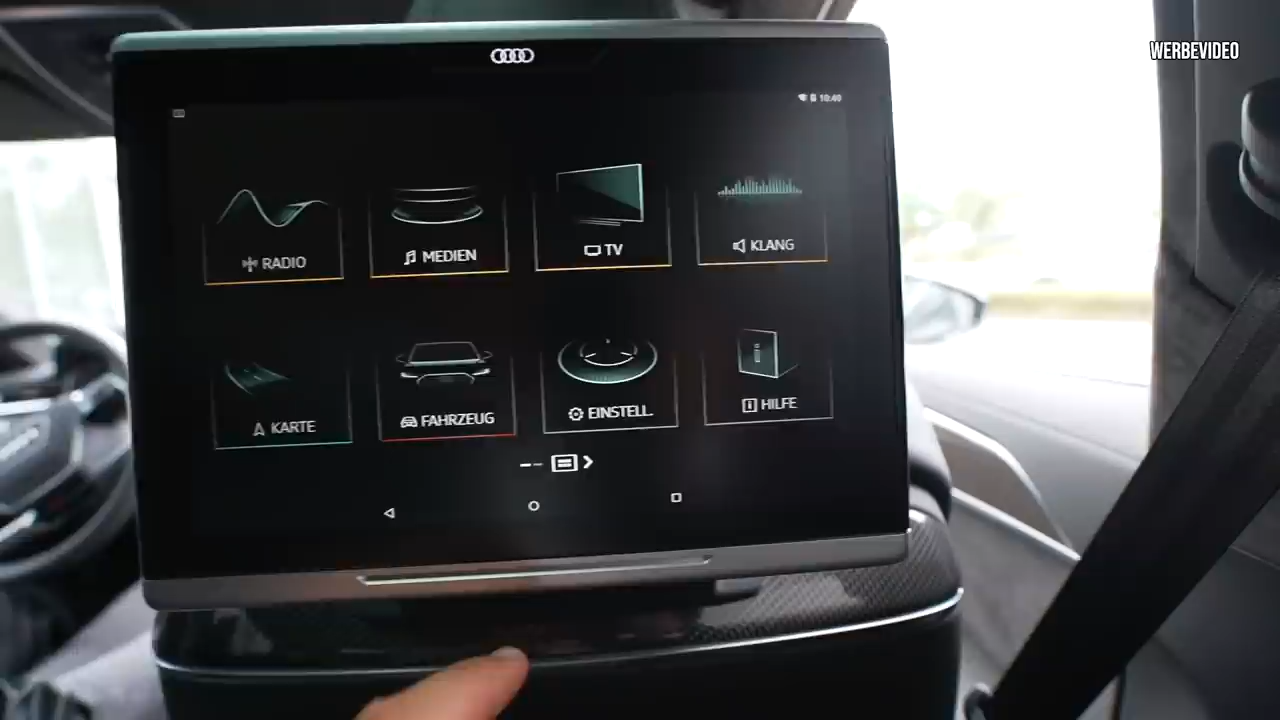 WERBEVIDEO
10:40
RADIO
MEDIEN
TV
KLANG
KARTE
FAHRZEUG
EINSTELL.
HILFE